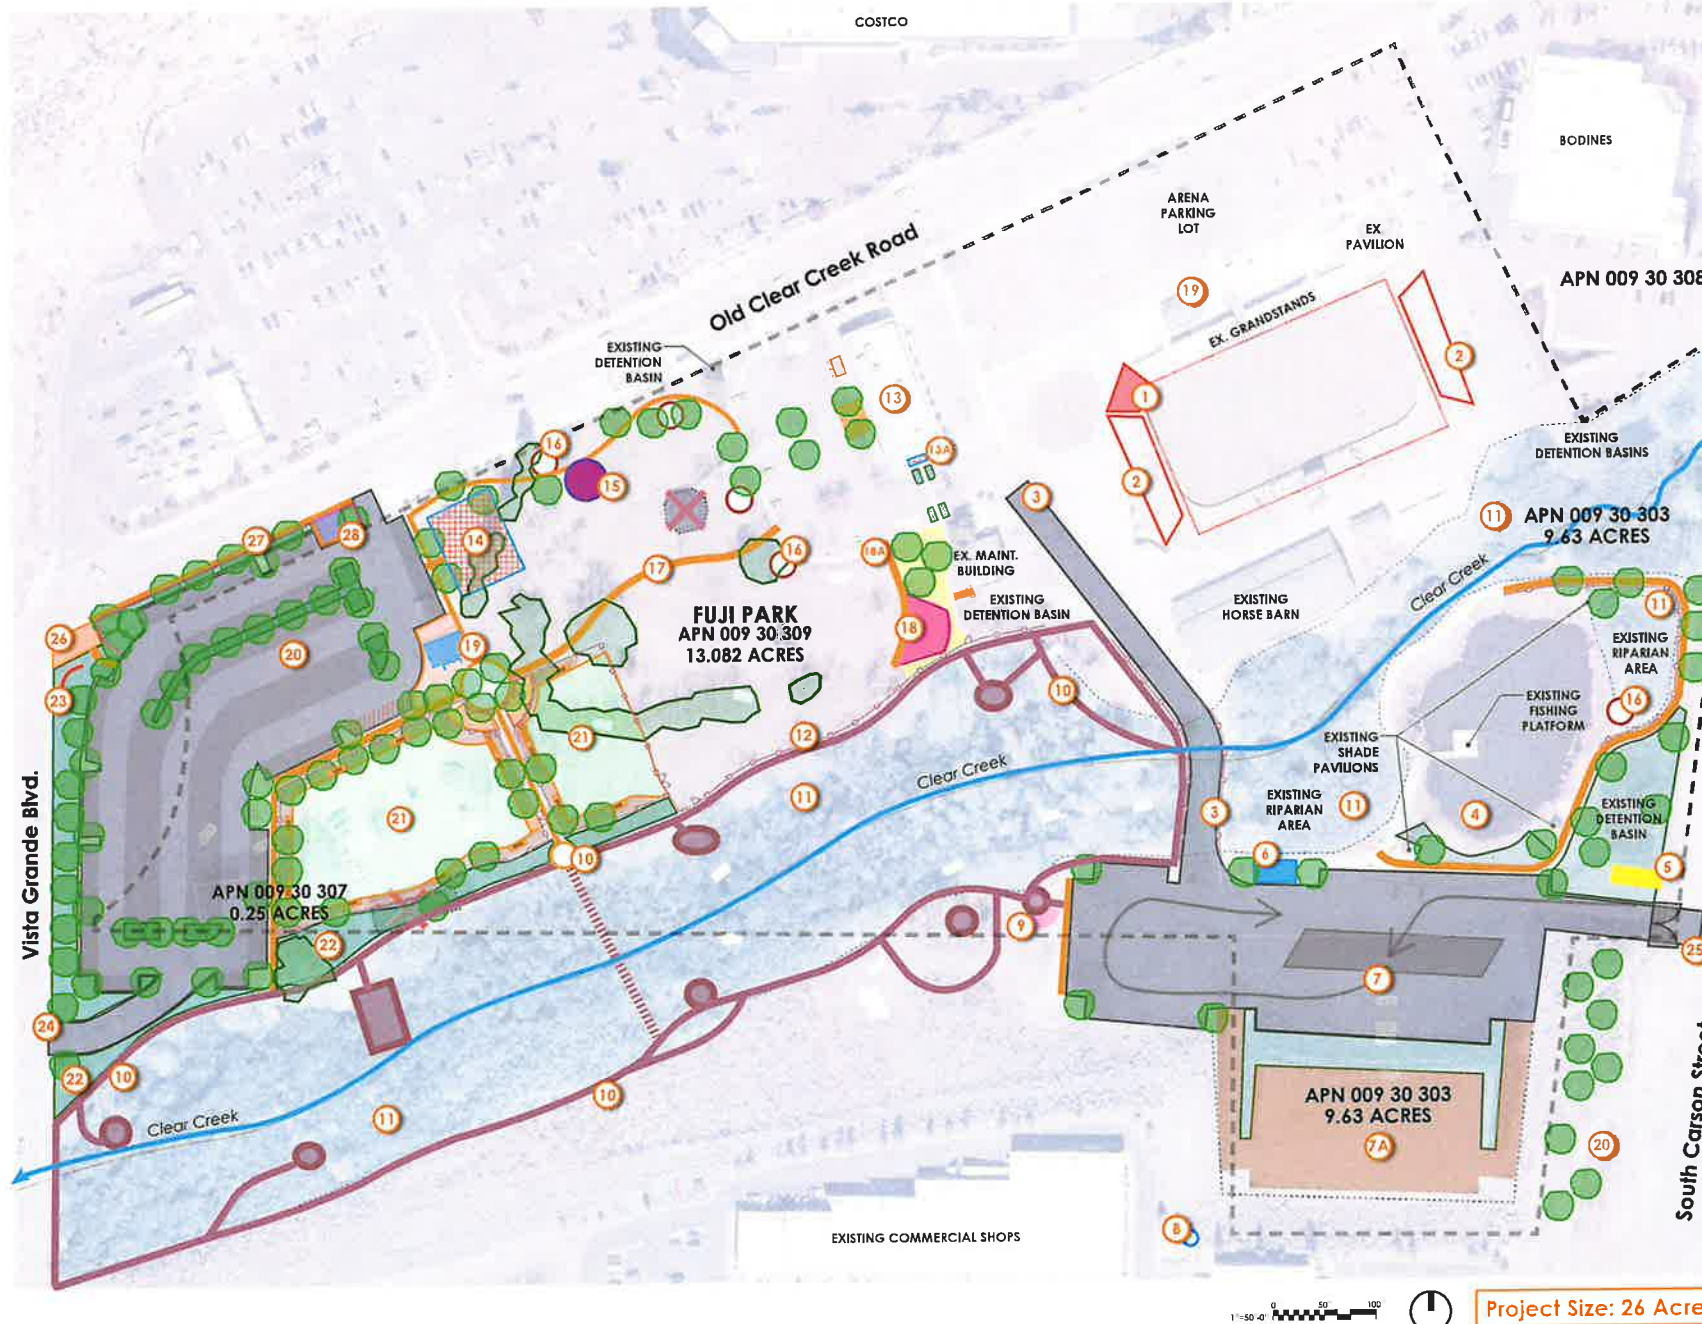 COSTCO
BODINES
ARENA
PARKING
LOT
EX
PAVILION
APN 009 30 308
Old Clear Creek Road
19
EX. GRANDSTANDS
EXISTING
DETENTION
BASIN
2
1
13
EXISTING
DETENTION BASINS
16
13A
15
2
3
11
APN 009 30 303
9.63 ACRES
27
28
14
16
18A
17
EX. MAINT.
BUILDING
Clear Creek
FUJI PARK
APN 009 30 309
13.082 ACRES
EXISTING
DETENTION BASIN
EXISTING
HORSE BARN
11
26
20
19
18
EXISTING
RIPARIAN
AREA
23
10
EXISTING
FISHING
PLATFORM
16
21
12
EXISTING
SHADE
PAVILIONS
Clear Creek
Vista Grande Blvd.
11
3
EXISTING
RIPARIAN
AREA
11
4
EXISTING
DETENTION
BASIN
21
10
6
5
APN 009 30 307
0.25 ACRES
22
9
7
25
24
22
10
10
APN 009 30 303
9.63 ACRES
7A
20
Clear Creek
11
South Carson Street
EXISTING COMMERCIAL SHOPS
8
1"=50'-0"
0 50' 100
Project Size: 26 Acre